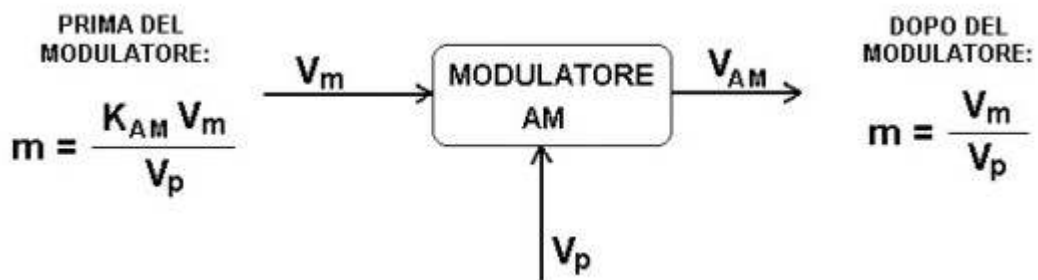 PRIMA DEL
MODULATORE:
m = K_AM V_m / V_p
V_m
MODULATORE
AM
V_AM
V_p
DOPO DEL
MODULATORE:
m = V_m / V_p